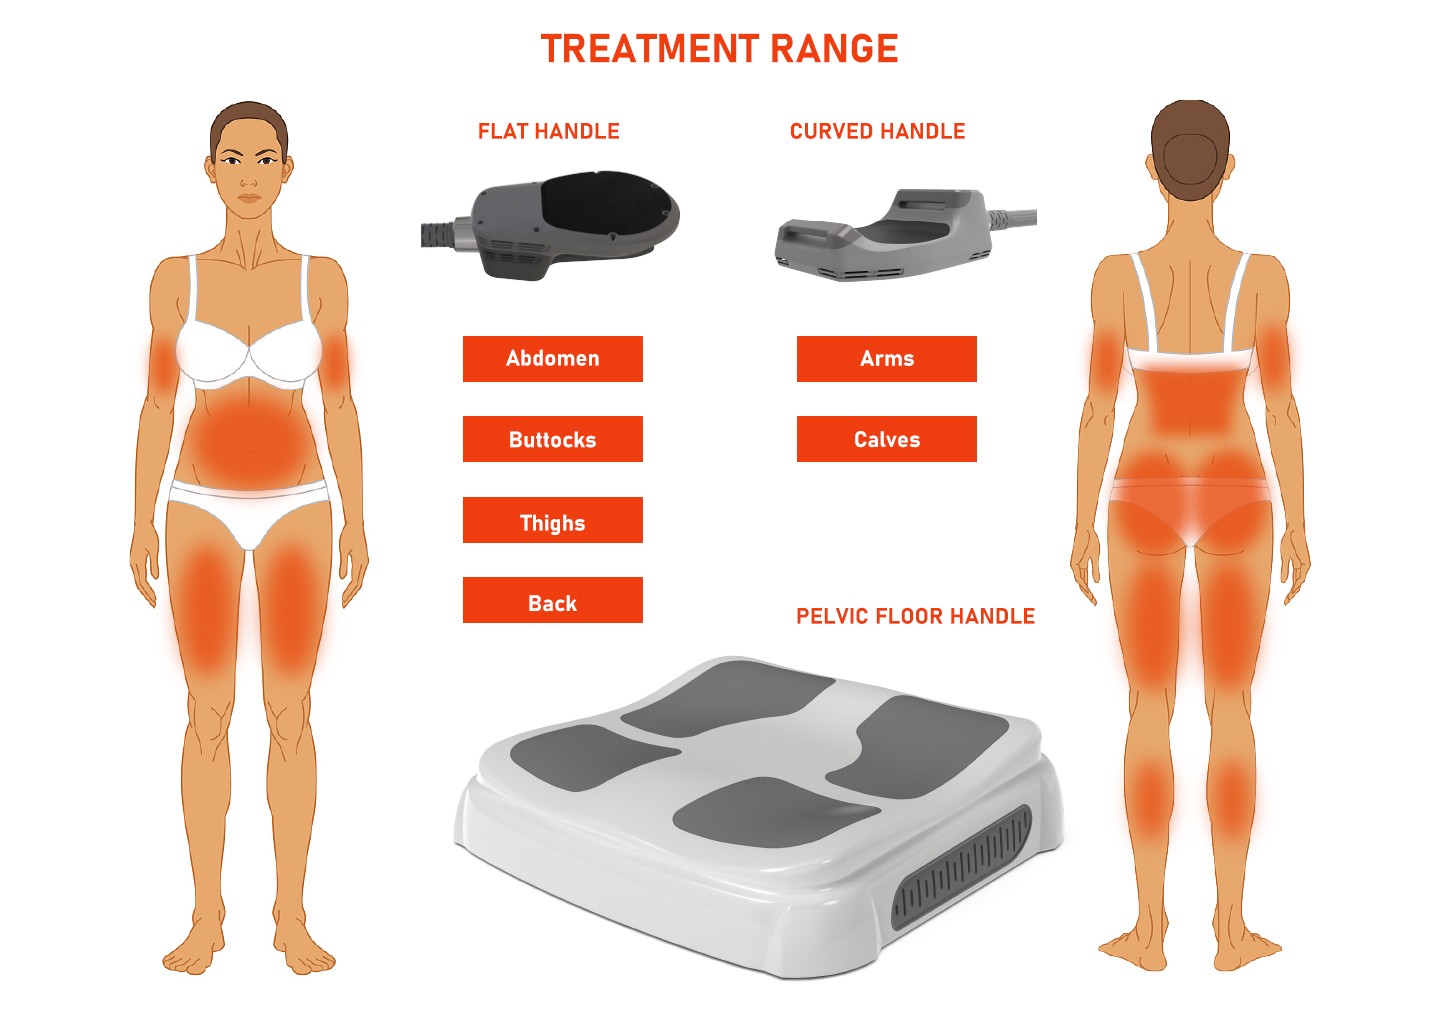 TREATMENT RANGE
FLAT HANDLE
Abdomen
Buttocks
Thighs
Back
CURVED HANDLE
Arms
Calves
PELVIC FLOOR HANDLE